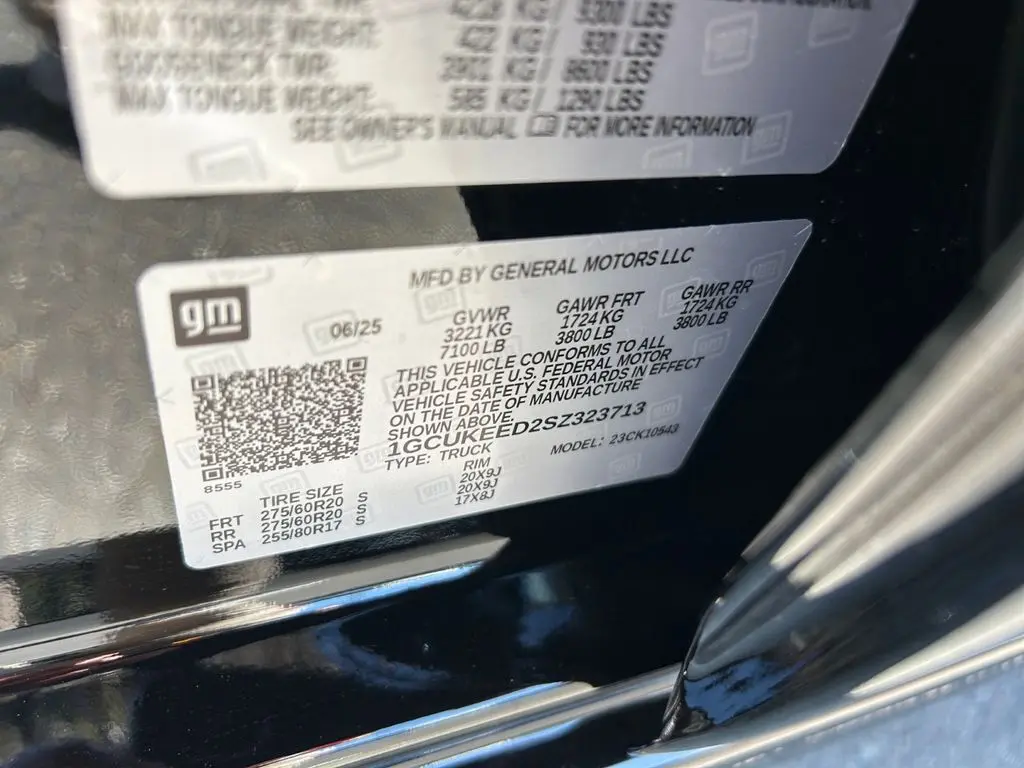 4218 KG / 9300 LBS
MAX TONGUE WEIGHT: 422 KG / 930 LBS
GOOSENECK TWR: 3901 KG / 8600 LBS
MAX TONGUE WEIGHT: 585 KG / 1290 LBS
SEE OWNER'S MANUAL FOR MORE INFORMATION
gm
MFD BY GENERAL MOTORS LLC
06/25
GVWR GAWR FRT GAWR RR
3221 KG 1724 KG 1724 KG
7100 LB 3800 LB 3800 LB
THIS VEHICLE CONFORMS TO ALL
APPLICABLE U.S. FEDERAL MOTOR
VEHICLE SAFETY STANDARDS IN EFFECT
ON THE DATE OF MANUFACTURE
SHOWN ABOVE.
1GCUKEED2SZ323713
TYPE: TRUCK MODEL: 23CK10543
8555
TIRE SIZE RIM
FRT 275/60R20 S 20X9J
RR 275/60R20 S 20X9J
SPA 255/80R17 S 17X8J